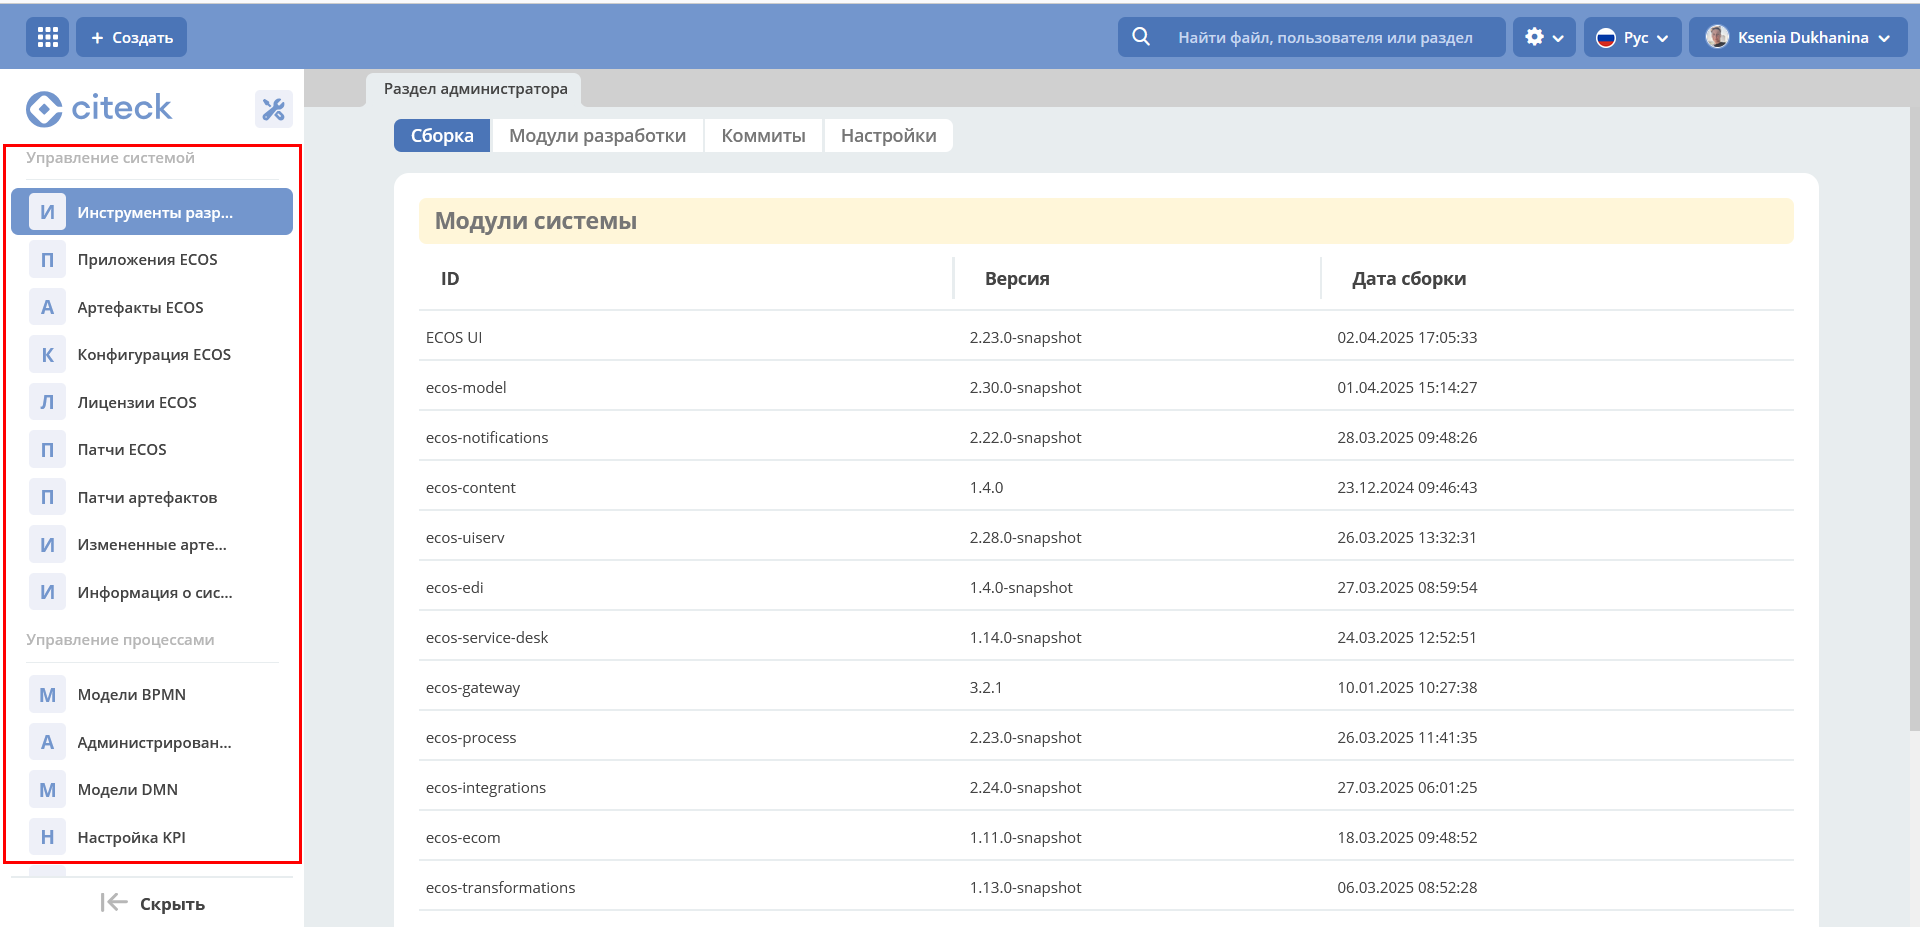 + Создать
Найти файл, пользователя или раздел
Рус
Ksenia Dukhanina
citeck
Управление системой
И Инструменты разр...
П Приложения ECOS
А Артефакты ECOS
К Конфигурация ECOS
Л Лицензии ECOS
П Патчи ECOS
П Патчи артефактов
И Измененные арте...
И Информация о сис...
Управление процессами
М Модели BPMN
А Администрирован...
М Модели DMN
Н Настройка KPI
Скрыть
Раздел администратора
Сборка Модули разработки Коммиты Настройки
Модули системы
ID Версия Дата сборки
ECOS UI 2.23.0-snapshot 02.04.2025 17:05:33
ecos-model 2.30.0-snapshot 01.04.2025 15:14:27
ecos-notifications 2.22.0-snapshot 28.03.2025 09:48:26
ecos-content 1.4.0 23.12.2024 09:46:43
ecos-uiserv 2.28.0-snapshot 26.03.2025 13:32:31
ecos-edi 1.4.0-snapshot 27.03.2025 08:59:54
ecos-service-desk 1.14.0-snapshot 24.03.2025 12:52:51
ecos-gateway 3.2.1 10.01.2025 10:27:38
ecos-process 2.23.0-snapshot 26.03.2025 11:41:35
ecos-integrations 2.24.0-snapshot 27.03.2025 06:01:25
ecos-ecom 1.11.0-snapshot 18.03.2025 09:48:52
ecos-transformations 1.13.0-snapshot 06.03.2025 08:52:28